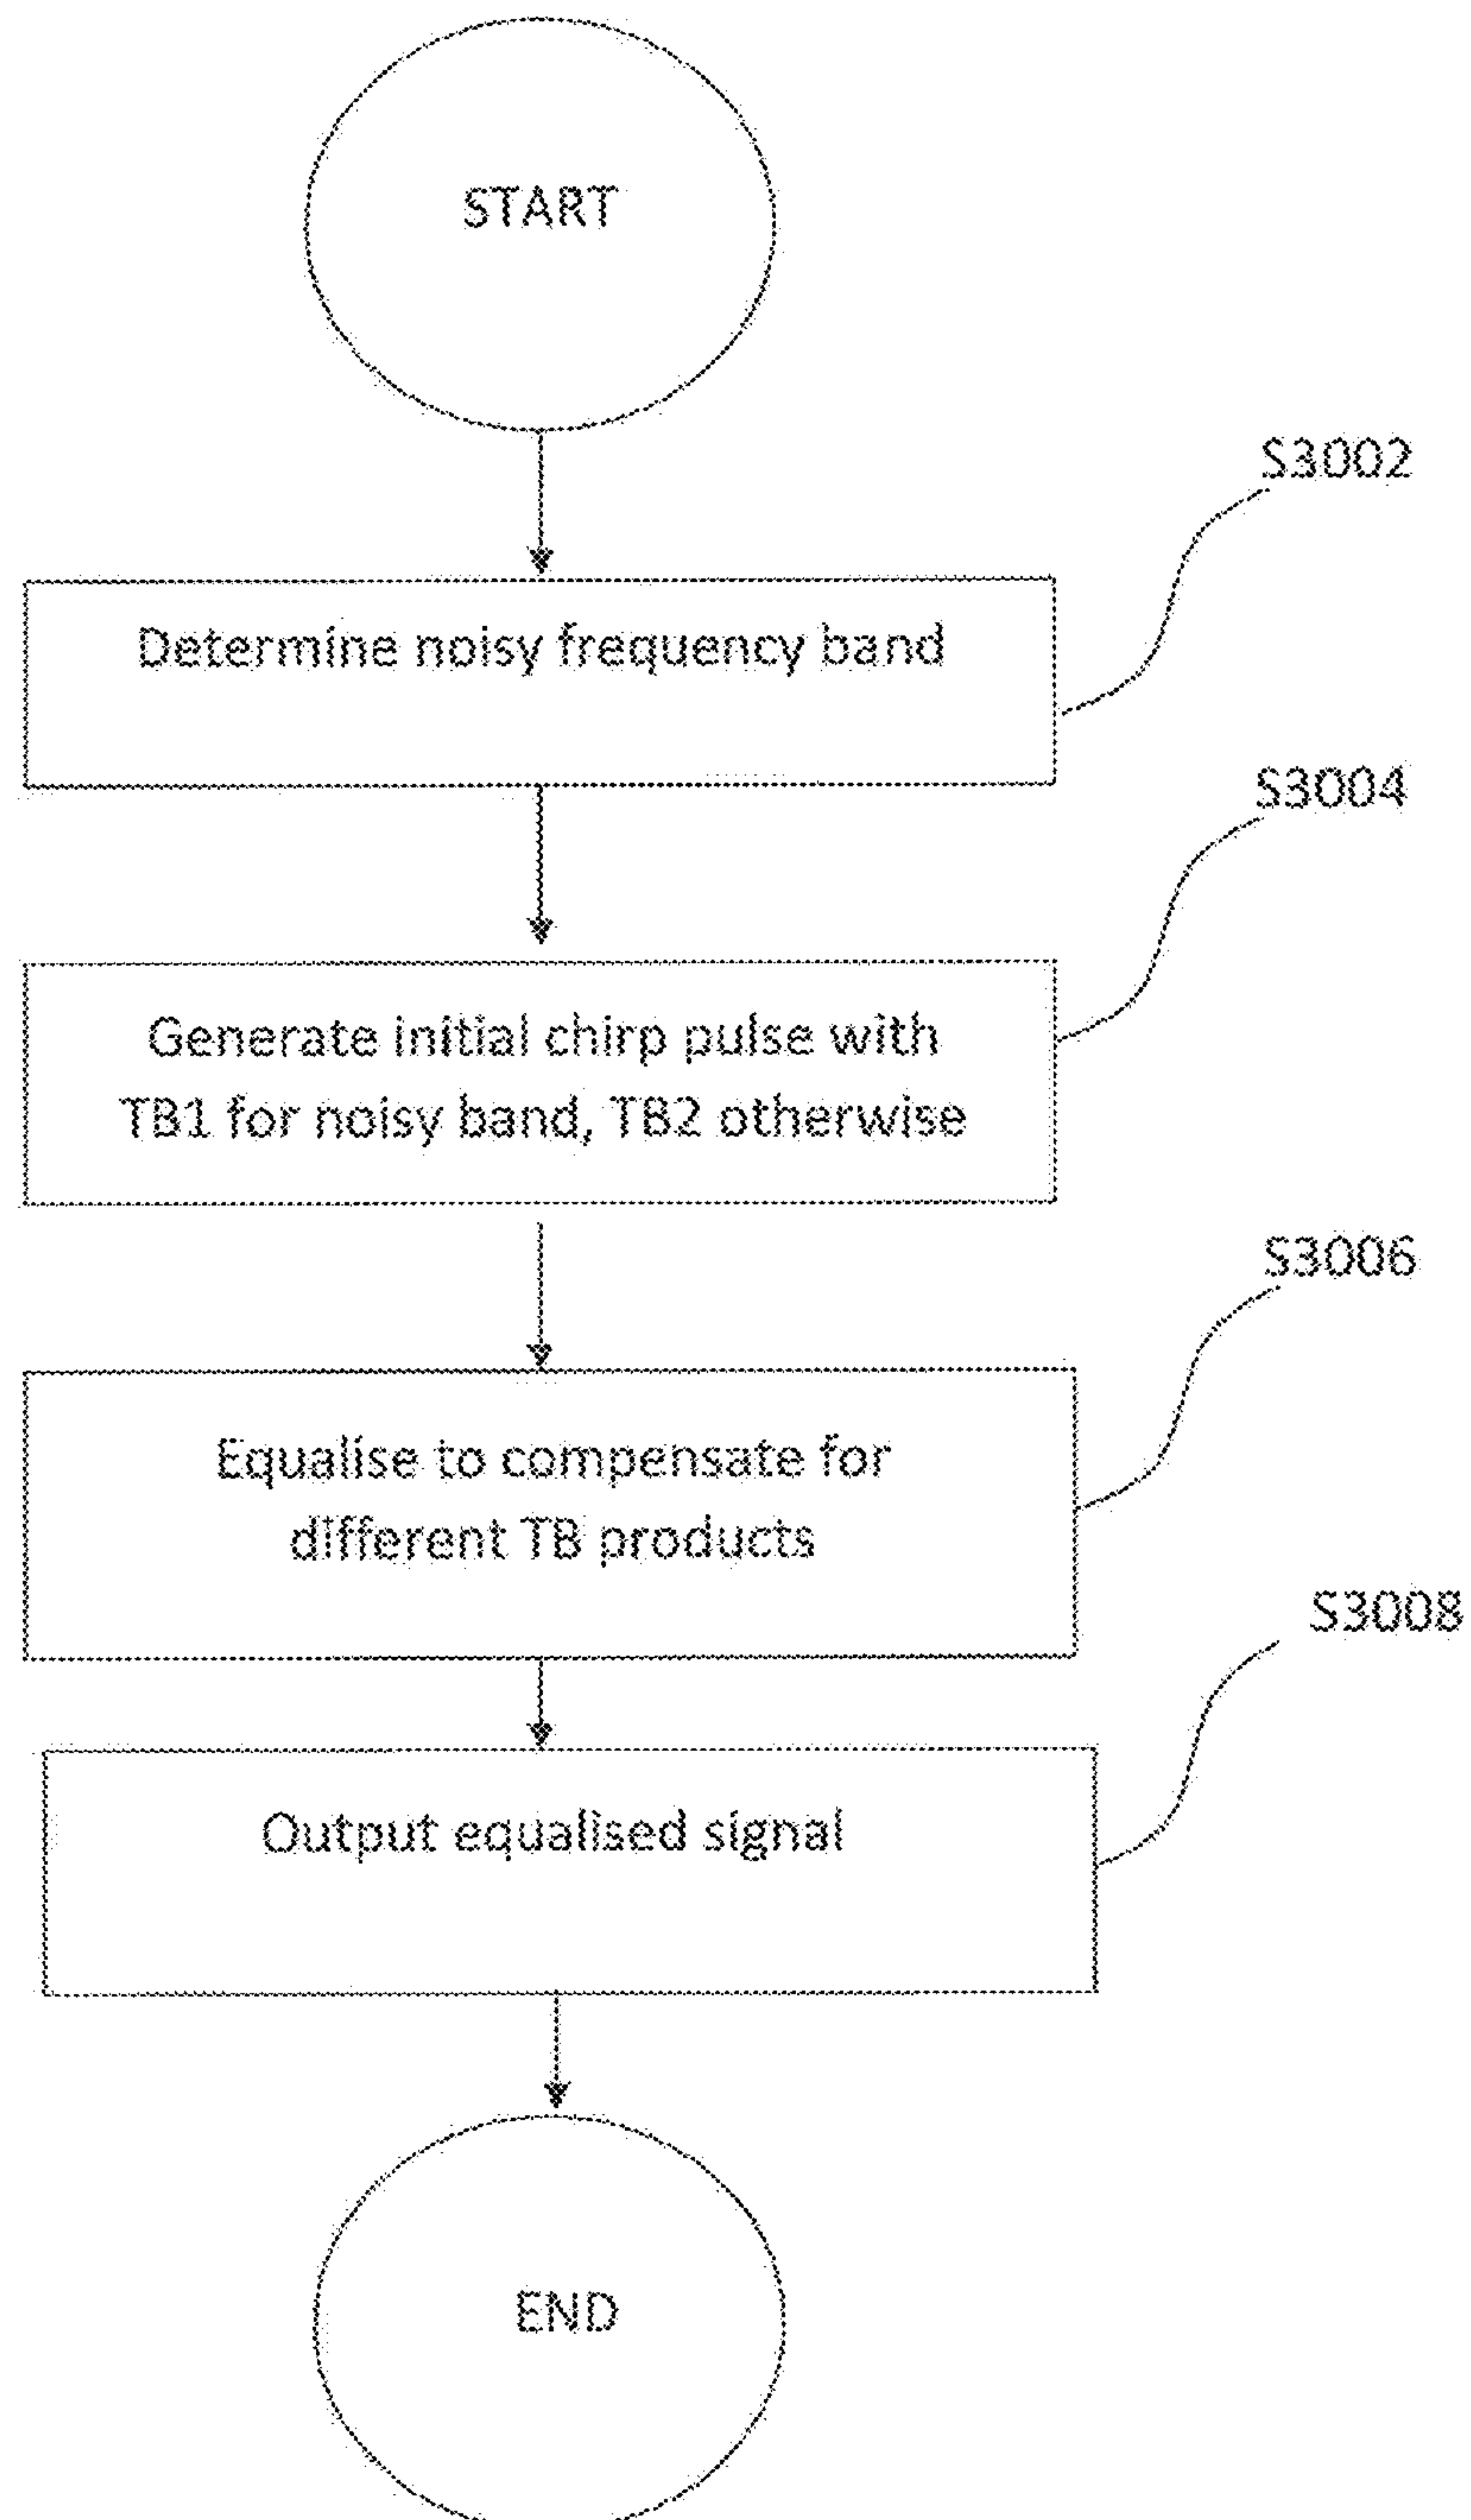 START
S3002
Determine noisy frequency band
S3004
Generate initial chirp pulse with
TB1 for noisy band, TB2 otherwise
S3006
Equalise to compensate for
different TB products
S3008
Output equalised signal
END